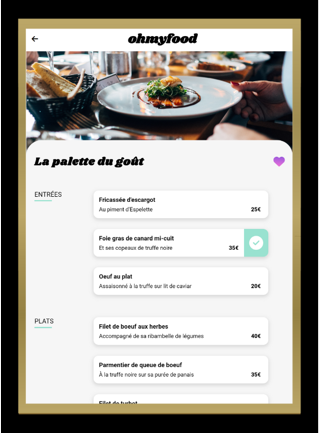 ohmyfood
La palette du goût
ENTRÉES
Fricassée d'escargot
Au piment d'Espelette 25€
Foie gras de canard mi-cuit
Et ses copeaux de truffe noire 35€
Oeuf au plat
Assaisonné à la truffe sur lit de caviar 20€
PLATS
Filet de boeuf aux herbes
Accompagné de sa ribambelle de légumes 40€
Parmentier de queue de boeuf
À la truffe noire sur sa purée de panais 35€
Filet de turbot